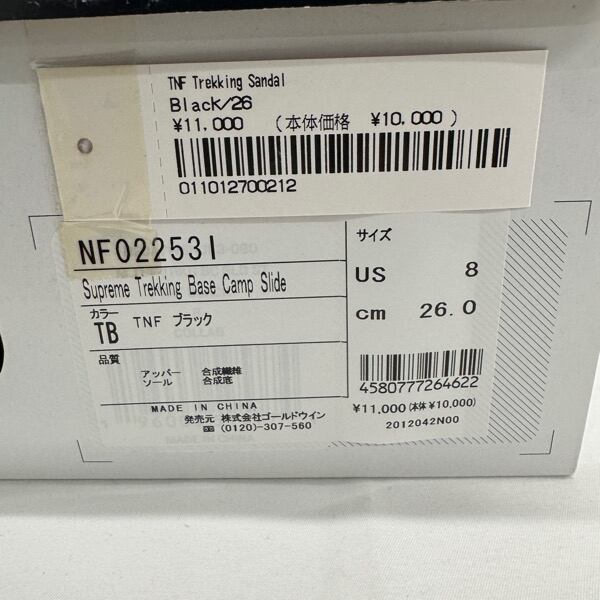 TNF Trekking Sandal
Black/26
¥11,000 (本体価格 ¥10,000)
011012700212
NF02253I
Supreme Trekking Base Camp Slide
カラー
TB TNF ブラック
品質
アッパー 合成繊維
ソール 合成底
MADE IN CHINA
発売元 株式会社ゴールドウイン
(0120)-307-560
サイズ
US 8
cm 26.0
4580777264622
¥11,000(本体¥10,000)
2012042N00